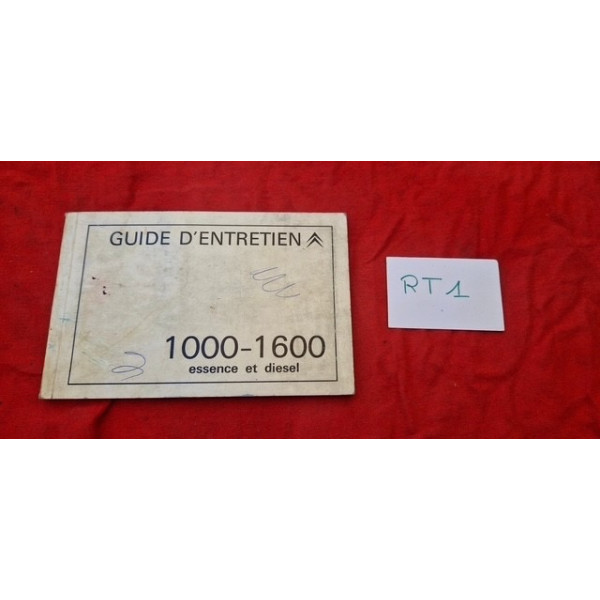 GUIDE D'ENTRETIEN
1000-1600
essence et diesel
RT1